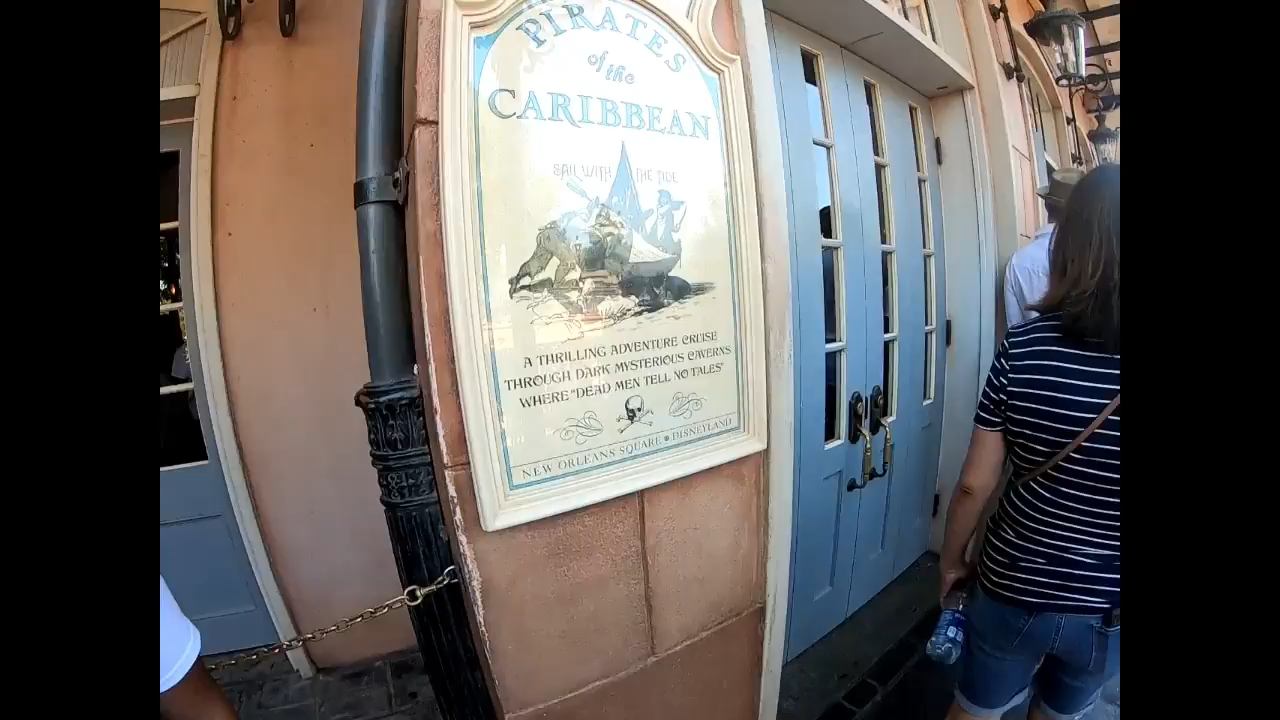 PIRATES
of the
CARIBBEAN
SAIL WITH THE TIDE
A THRILLING ADVENTURE CRUISE
THROUGH DARK MYSTERIOUS CAVERNS
WHERE "DEAD MEN TELL NO TALES"
NEW ORLEANS SQUARE • DISNEYLAND